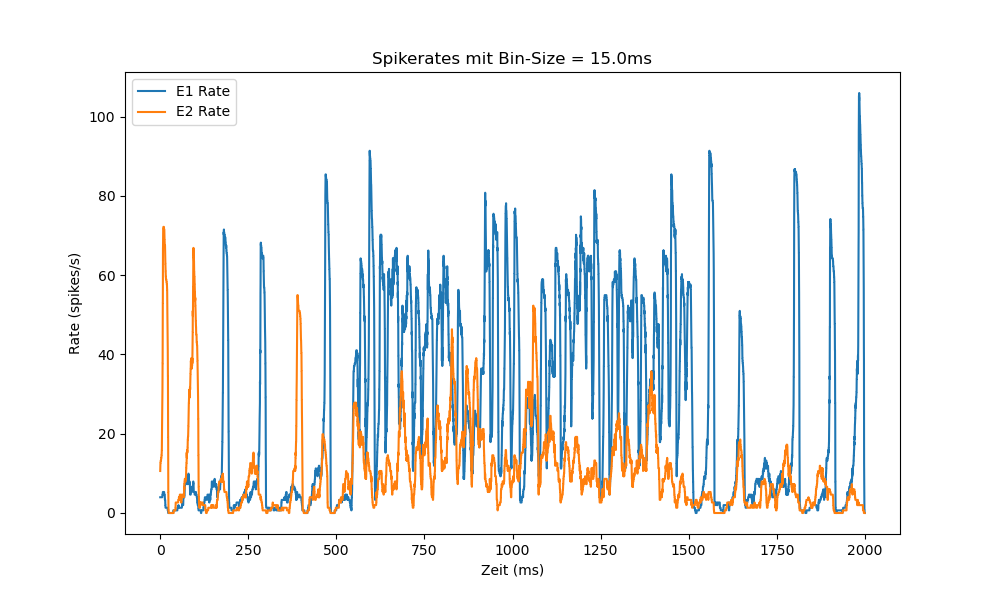 Spikerates mit Bin-Size = 15.0ms
E1 Rate
E2 Rate
100
80
60
40
20
0
Rate (spikes/s)
0 250 500 750 1000 1250 1500 1750 2000
Zeit (ms)